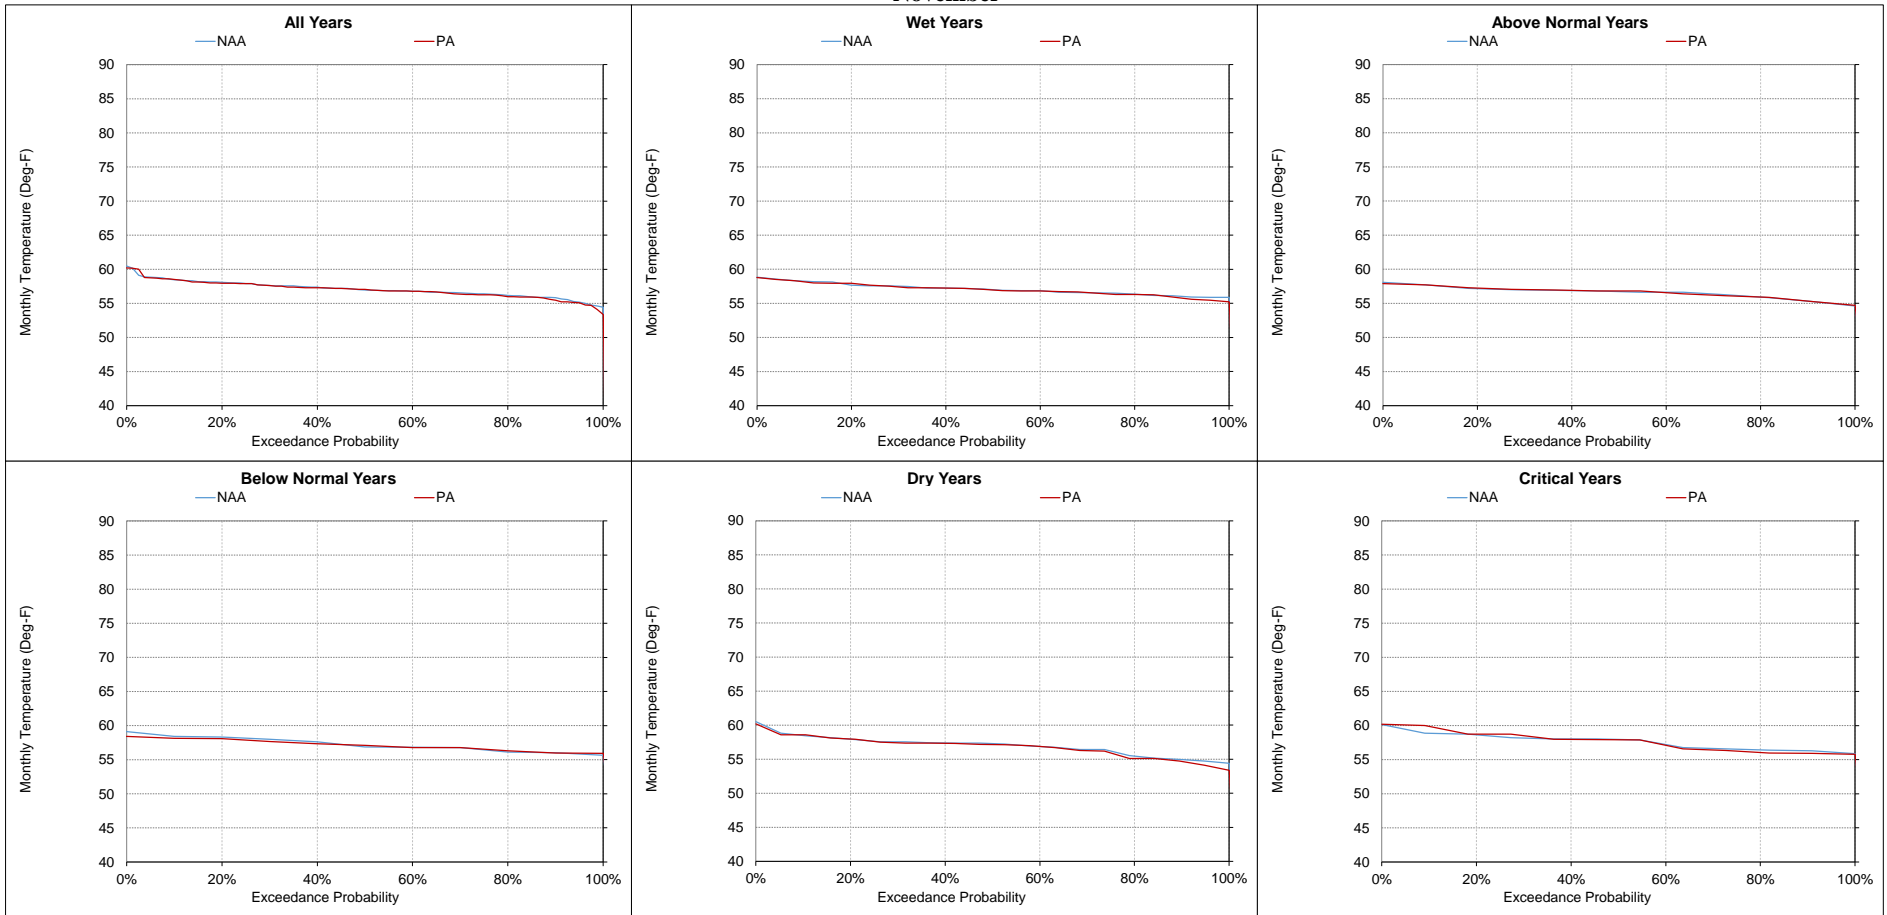 All Years
NAA PA
90
85
80
75
70
65
60
55
50
45
40
Monthly Temperature (Deg-F)
0% 20% 40% 60% 80% 100%
Exceedance Probability
Wet Years
NAA PA
90
85
80
75
70
65
60
55
50
45
40
Monthly Temperature (Deg-F)
0% 20% 40% 60% 80% 100%
Exceedance Probability
Above Normal Years
NAA PA
90
85
80
75
70
65
60
55
50
45
40
Monthly Temperature (Deg-F)
0% 20% 40% 60% 80% 100%
Exceedance Probability
Below Normal Years
NAA PA
90
85
80
75
70
65
60
55
50
45
40
Monthly Temperature (Deg-F)
0% 20% 40% 60% 80% 100%
Exceedance Probability
Dry Years
NAA PA
90
85
80
75
70
65
60
55
50
45
40
Monthly Temperature (Deg-F)
0% 20% 40% 60% 80% 100%
Exceedance Probability
Critical Years
NAA PA
90
85
80
75
70
65
60
55
50
45
40
Monthly Temperature (Deg-F)
0% 20% 40% 60% 80% 100%
Exceedance Probability